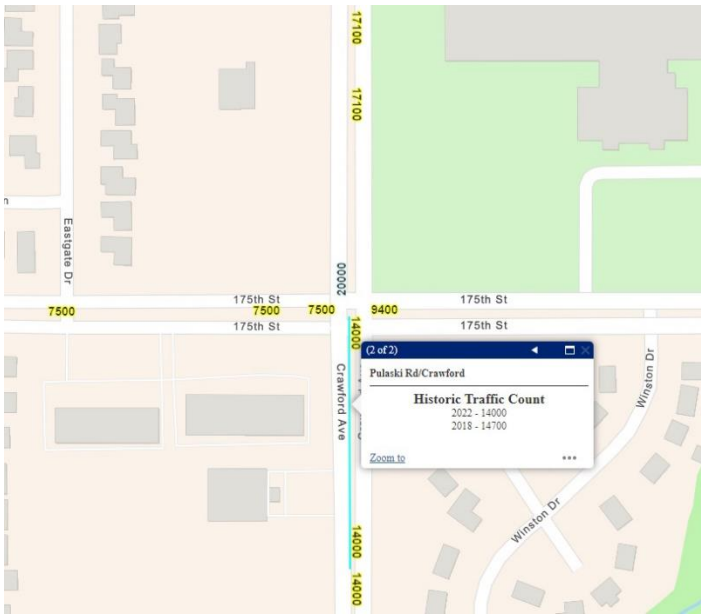 17100
17100
Eastgate Dr
20000
175th St
175th St
7500
7500
7500
9400
175th St
175th St
14000
Crawford Ave
(2 of 2)
Pulaski Rd/Crawford
Historic Traffic Count
2022 - 14000
2018 - 14700
Zoom to
•••
Winston Dr
Winston Dr
14000
14000